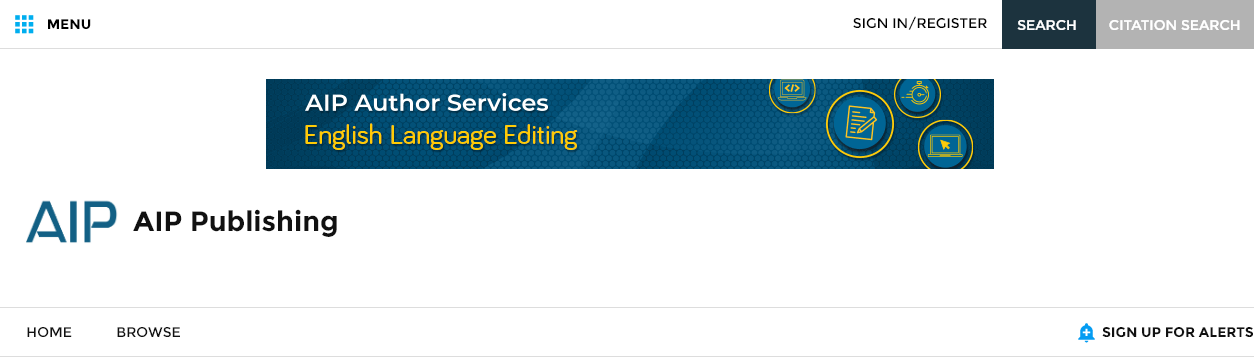 MENU
SIGN IN/REGISTER
SEARCH
CITATION SEARCH
AIP Author Services
English Language Editing
AIP AIP Publishing
HOME
BROWSE
SIGN UP FOR ALERTS